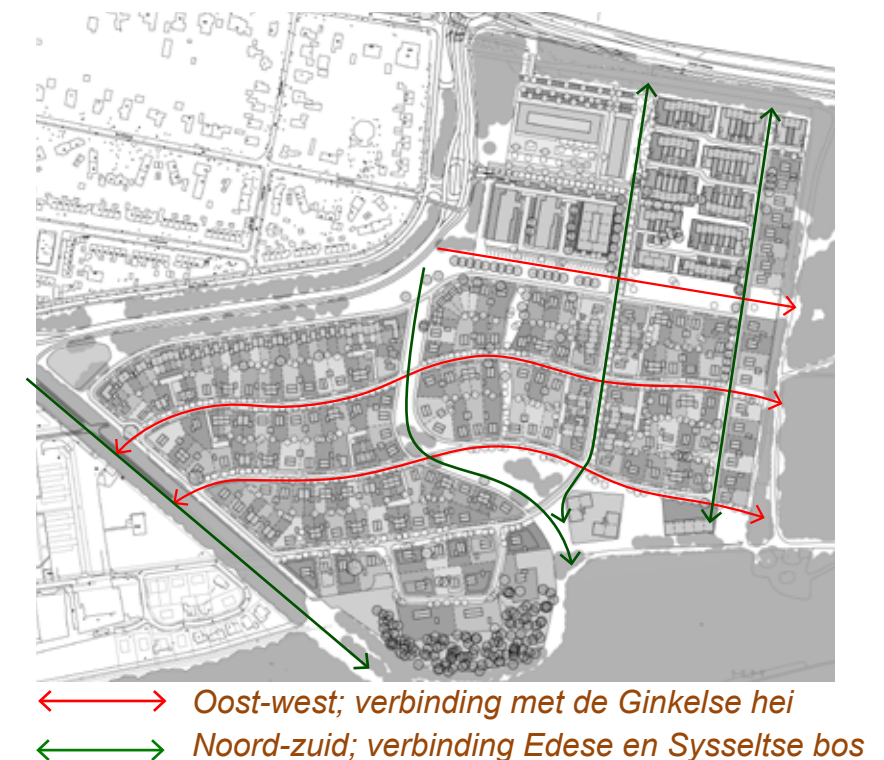 Oost-west; verbinding met de Ginkelse hei
Noord-zuid; verbinding Edese en Sysseltse bos